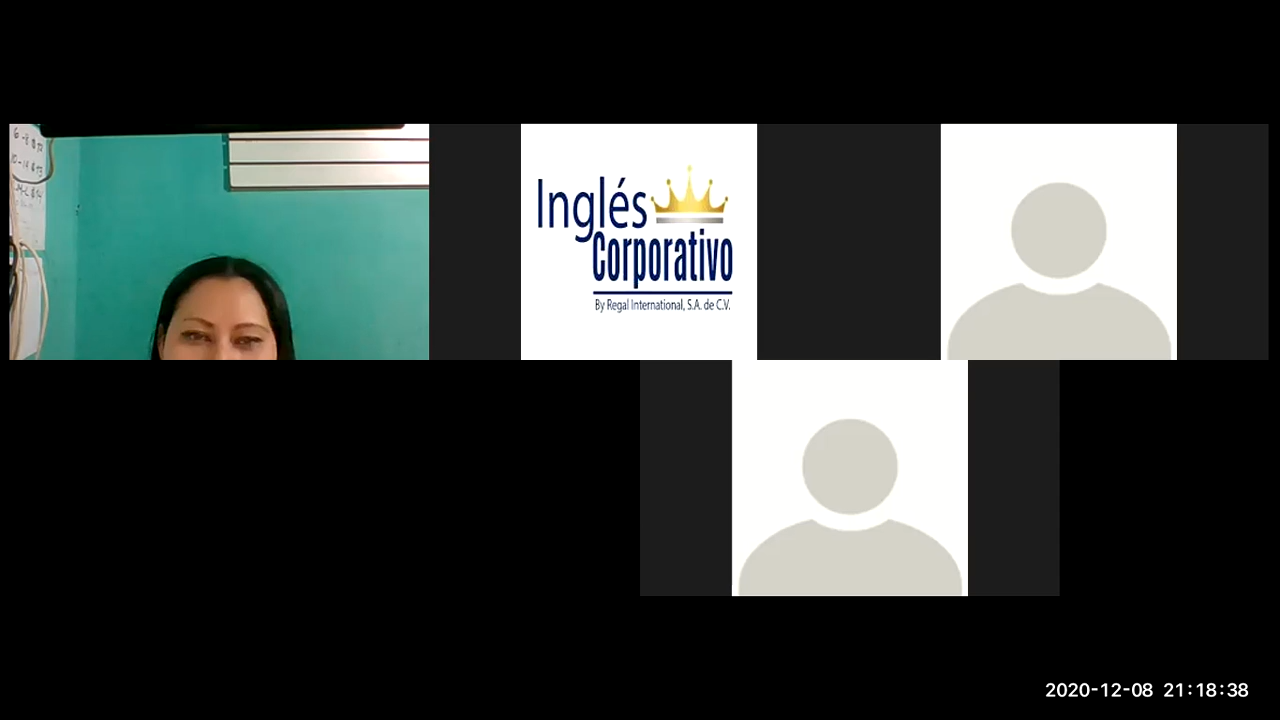 Inglés
Corporativo
By Regal International, S.A. de C.V.
2020-12-08 21:18:38